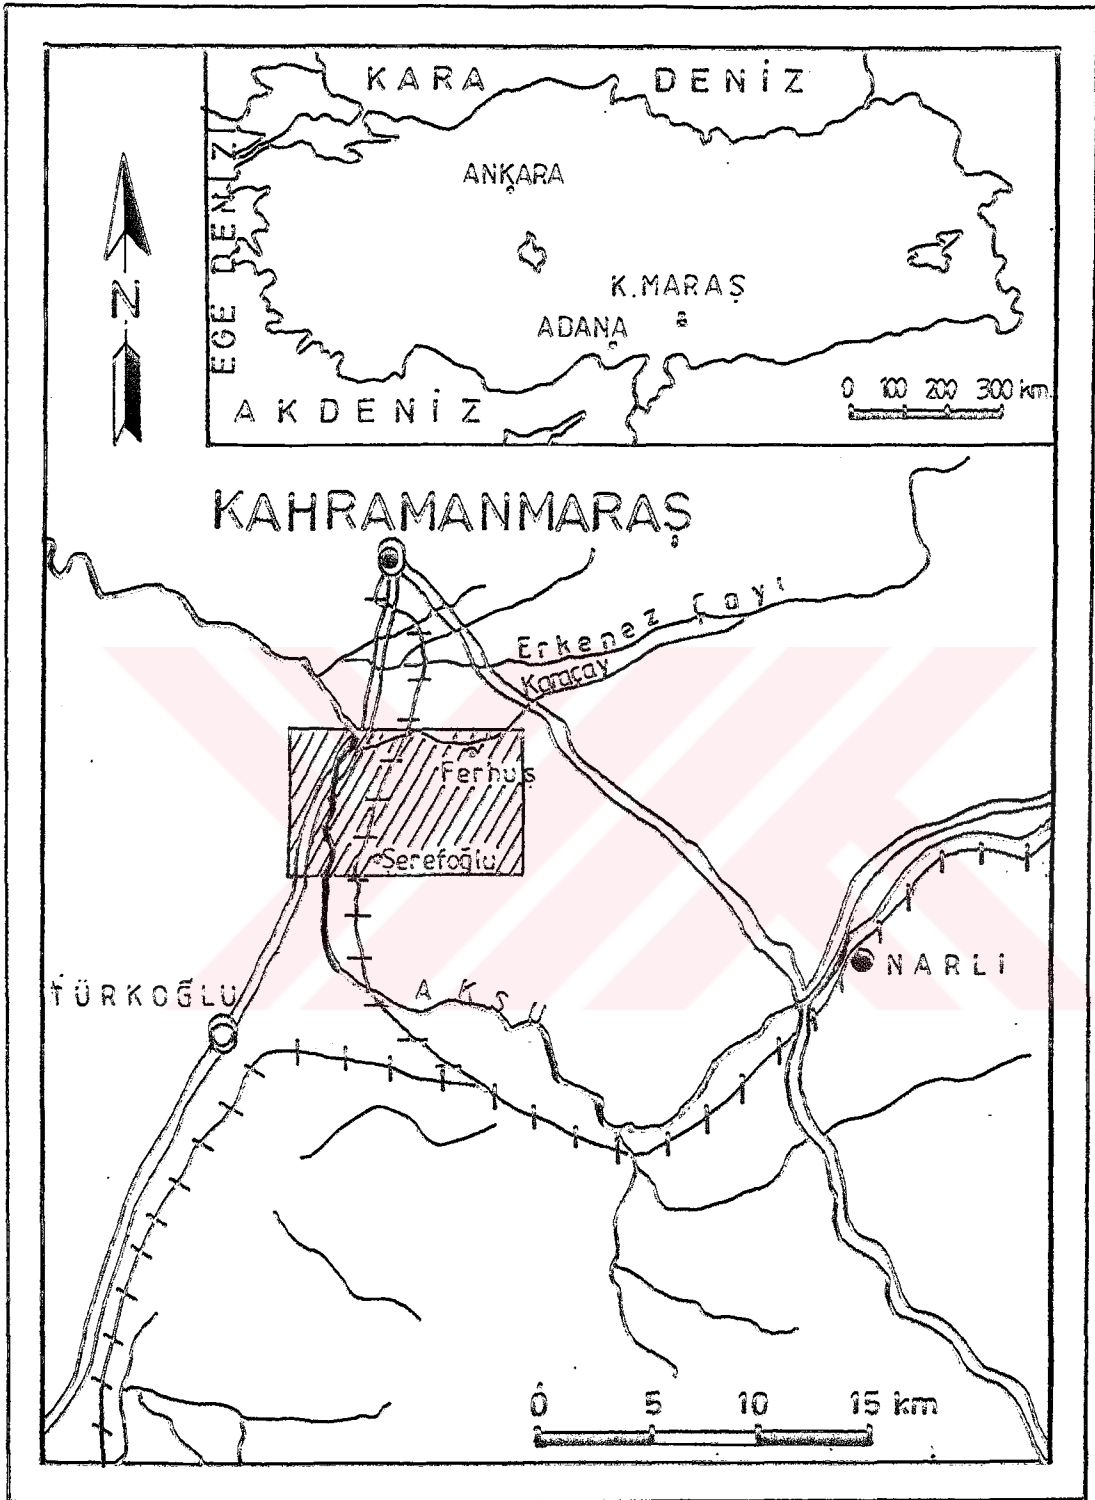 KARA DENİZ
ANKARA
EGE DENİZİ
K.MARAŞ
ADANA
AKDENİZ
0 100 200 300 km.
N
KAHRAMANMARAŞ
Erkenez Çayı
Karaçay
Ferhuş
Şerefoğlu
NARLI
TÜRKOĞLU
AKSU
0 5 10 15 km